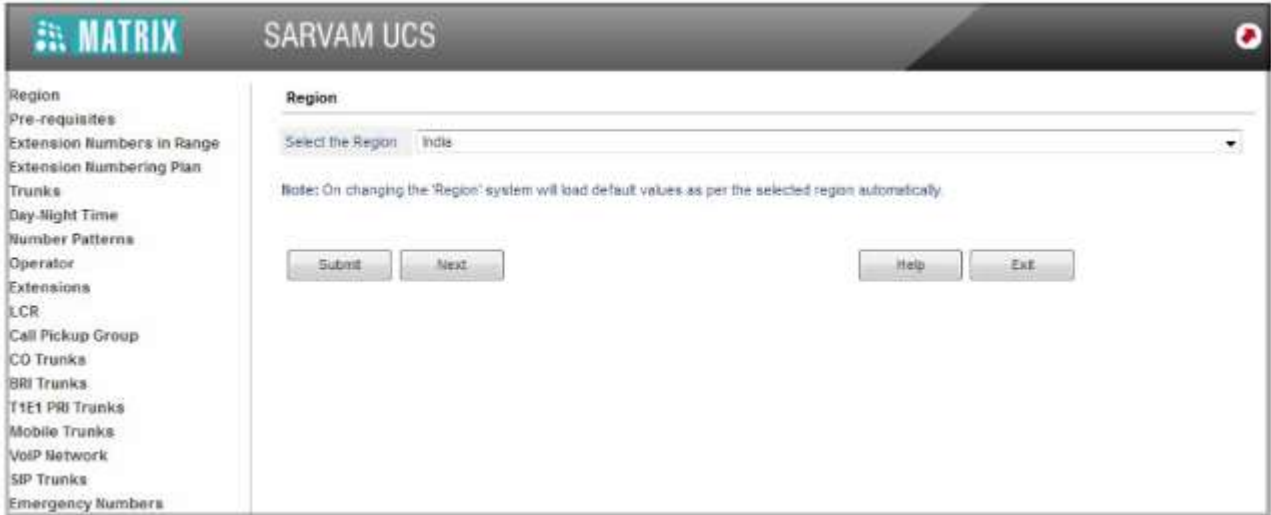 MATRIX SARVAM UCS
Region
Pre-requisites
Extension Numbers in Range
Extension Numbering Plan
Trunks
Day-Night Time
Number Patterns
Operator
Extensions
LCR
Call Pickup Group
CO Trunks
BRI Trunks
T1E1 PRI Trunks
Mobile Trunks
VoIP Network
SIP Trunks
Emergency Numbers
Region
Select the Region India
Note: On changing the 'Region' system will load default values as per the selected region automatically.
Submit Next Help Exit